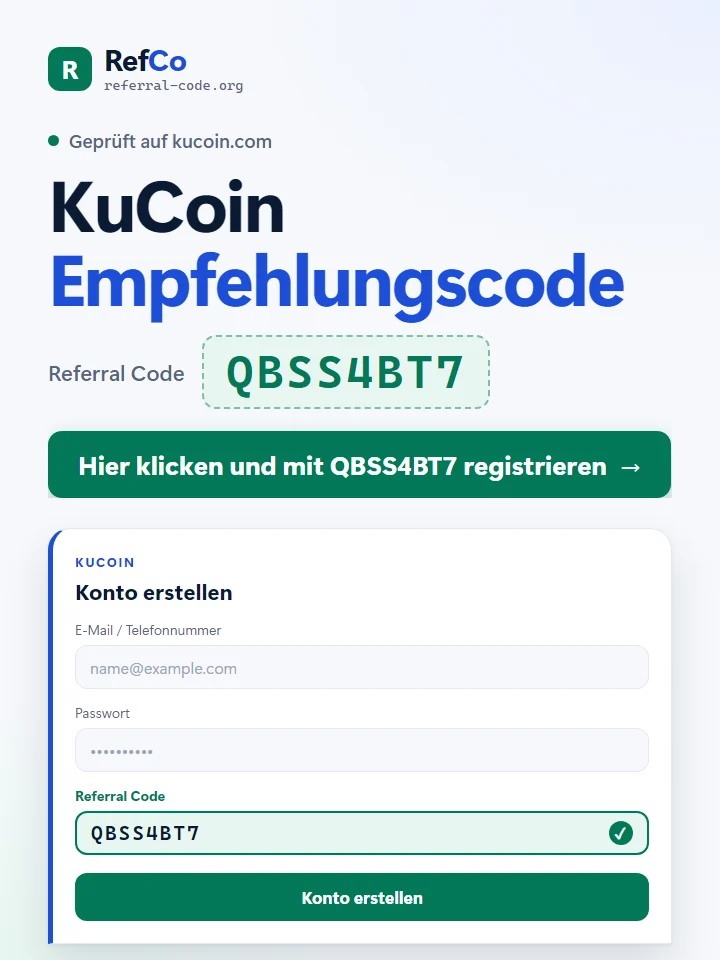 R
RefCo
referral-code.org
Geprüft auf kucoin.com
KuCoin
Empfehlungscode
Referral Code
QBSS4BT7
Hier klicken und mit QBSS4BT7 registrieren →
KUCOIN
Konto erstellen
E-Mail / Telefonnummer
name@example.com
Passwort
••••••••••
Referral Code
QBSS4BT7
Konto erstellen